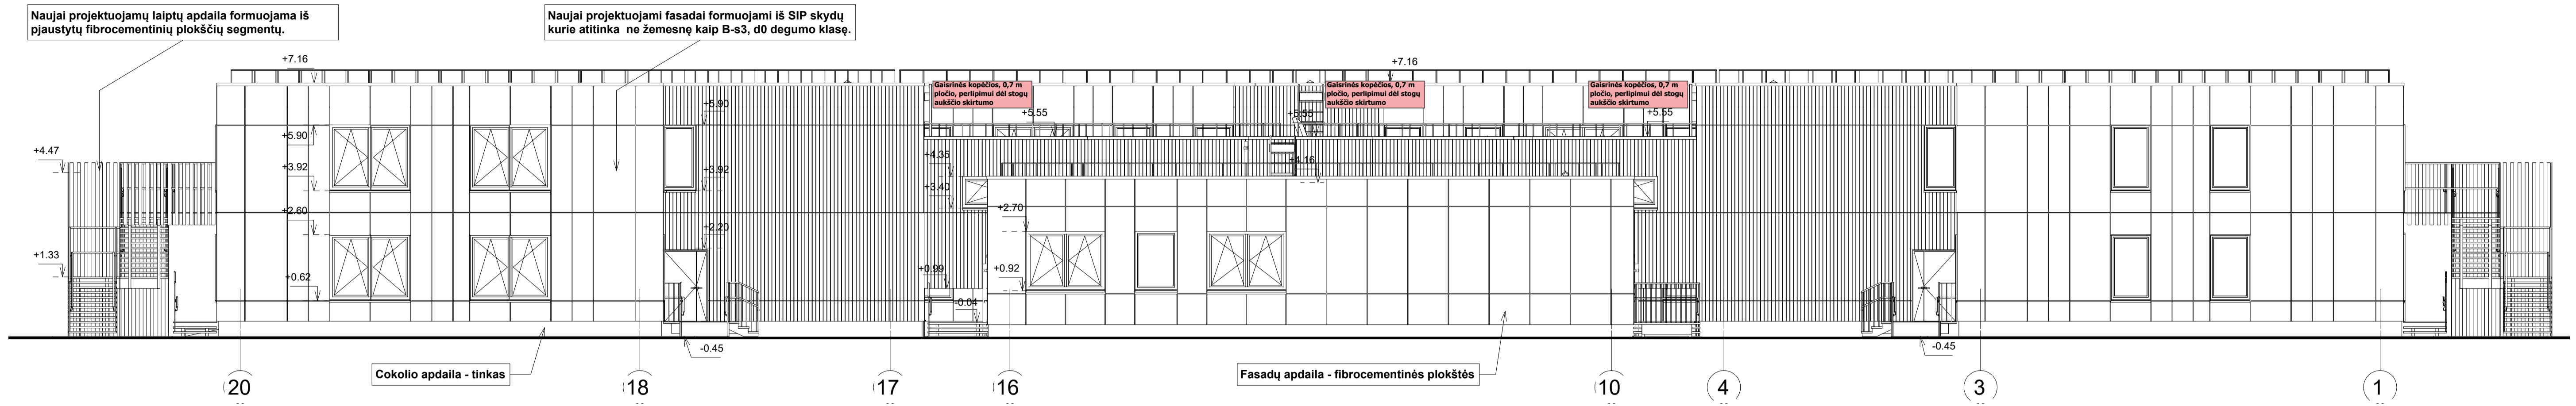 Naujai projektuojamų laiptų apdaila formuojama iš
pjaustytų fibrocementinių plokščių segmentų.
Naujai projektuojami fasadai formuojami iš SIP skydų
kurie atitinka  ne žemesnę kaip B-s3, d0 degumo klasę.
+7.16
+7.16
Gaisrinės kopėčios, 0,7 m
pločio, perlipimui dėl stogų
aukščio skirtumo
Gaisrinės kopėčios, 0,7 m
pločio, perlipimui dėl stogų
aukščio skirtumo
Gaisrinės kopėčios, 0,7 m
pločio, perlipimui dėl stogų
aukščio skirtumo
+5.90
+5.55
+5.55
+5.55
+5.90
+4.47
+4.35
+4.16
+3.92
+3.92
+3.40
+2.60
+2.70
+2.20
+1.33
+0.99
+0.92
+0.62
-0.04
-0.45
-0.45
Cokolio apdaila - tinkas
Fasadų apdaila - fibrocementinės plokštės
20
18
17
16
10
4
3
1